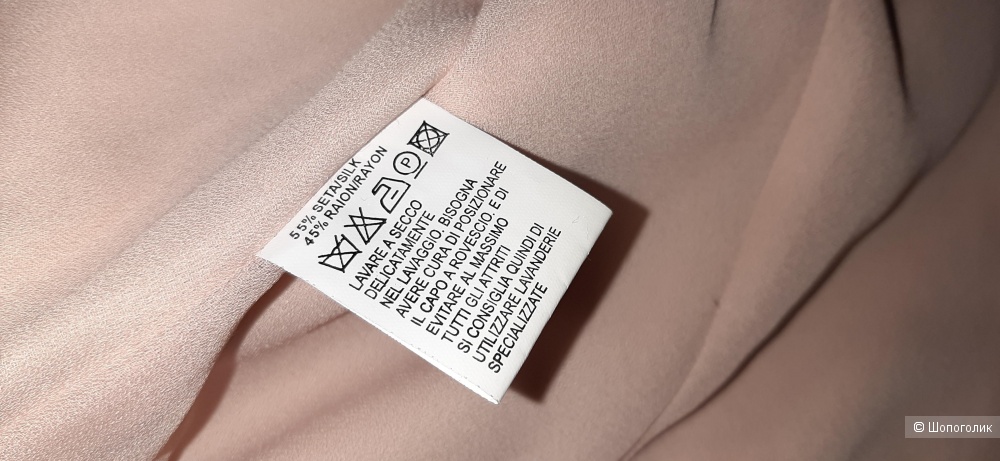 55% SETA/SILK
45% RAION/RAYON
P
LAVARE A SECCO
DELICATAMENTE
NEL LAVAGGIO, BISOGNA
AVERE CURA DI POSIZIONARE
IL CAPO A ROVESCIO, E DI
EVITARE AL MASSIMO
TUTTI GLI ATTRITI
SI CONSIGLIA QUINDI DI
UTILIZZARE LAVANDERIE
SPECIALIZZATE
© Шопоголик